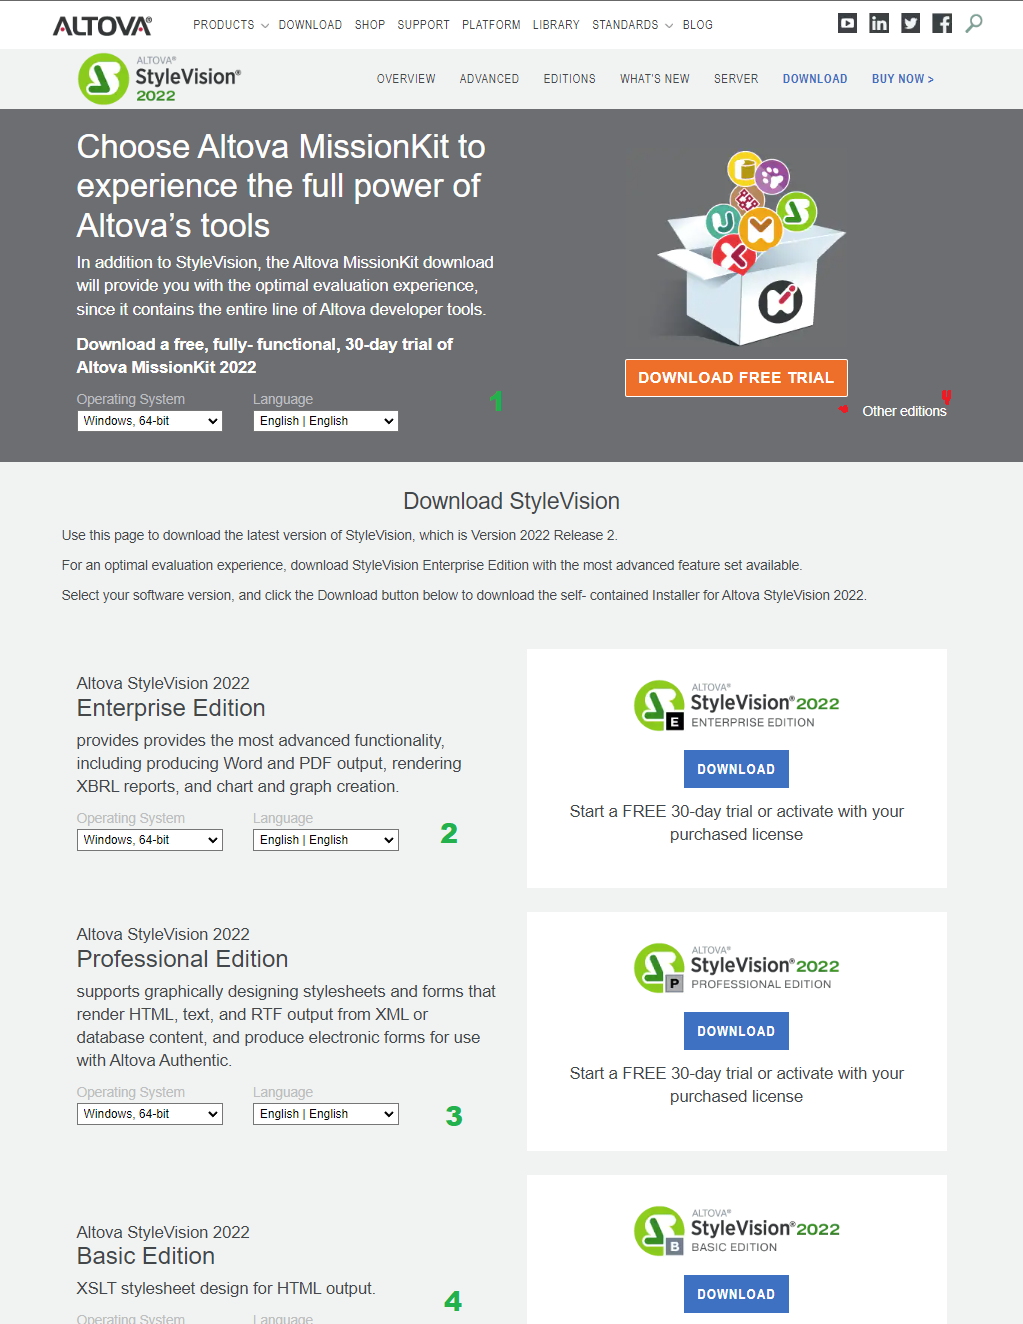 ALTOVA®
PRODUCTS DOWNLOAD SHOP SUPPORT PLATFORM LIBRARY STANDARDS BLOG
ALTOVA®
StyleVision®
2022
OVERVIEW ADVANCED EDITIONS WHAT'S NEW SERVER DOWNLOAD BUY NOW >
Choose Altova MissionKit to
experience the full power of
Altova’s tools
In addition to StyleVision, the Altova MissionKit download
will provide you with the optimal evaluation experience,
since it contains the entire line of Altova developer tools.
Download a free, fully- functional, 30-day trial of
Altova MissionKit 2022
Operating System Language
Windows, 64-bit English | English
1
DOWNLOAD FREE TRIAL
4
Other editions
Download StyleVision
Use this page to download the latest version of StyleVision, which is Version 2022 Release 2.
For an optimal evaluation experience, download StyleVision Enterprise Edition with the most advanced feature set available.
Select your software version, and click the Download button below to download the self- contained Installer for Altova StyleVision 2022.
Altova StyleVision 2022
Enterprise Edition
provides provides the most advanced functionality,
including producing Word and PDF output, rendering
XBRL reports, and chart and graph creation.
Operating System Language
Windows, 64-bit English | English
2
ALTOVA®
StyleVision® 2022
E ENTERPRISE EDITION
DOWNLOAD
Start a FREE 30-day trial or activate with your
purchased license
Altova StyleVision 2022
Professional Edition
supports graphically designing stylesheets and forms that
render HTML, text, and RTF output from XML or
database content, and produce electronic forms for use
with Altova Authentic.
Operating System Language
Windows, 64-bit English | English
3
ALTOVA®
StyleVision® 2022
P PROFESSIONAL EDITION
DOWNLOAD
Start a FREE 30-day trial or activate with your
purchased license
Altova StyleVision 2022
Basic Edition
XSLT stylesheet design for HTML output.
Operating System Language
4
ALTOVA®
StyleVision® 2022
B BASIC EDITION
DOWNLOAD